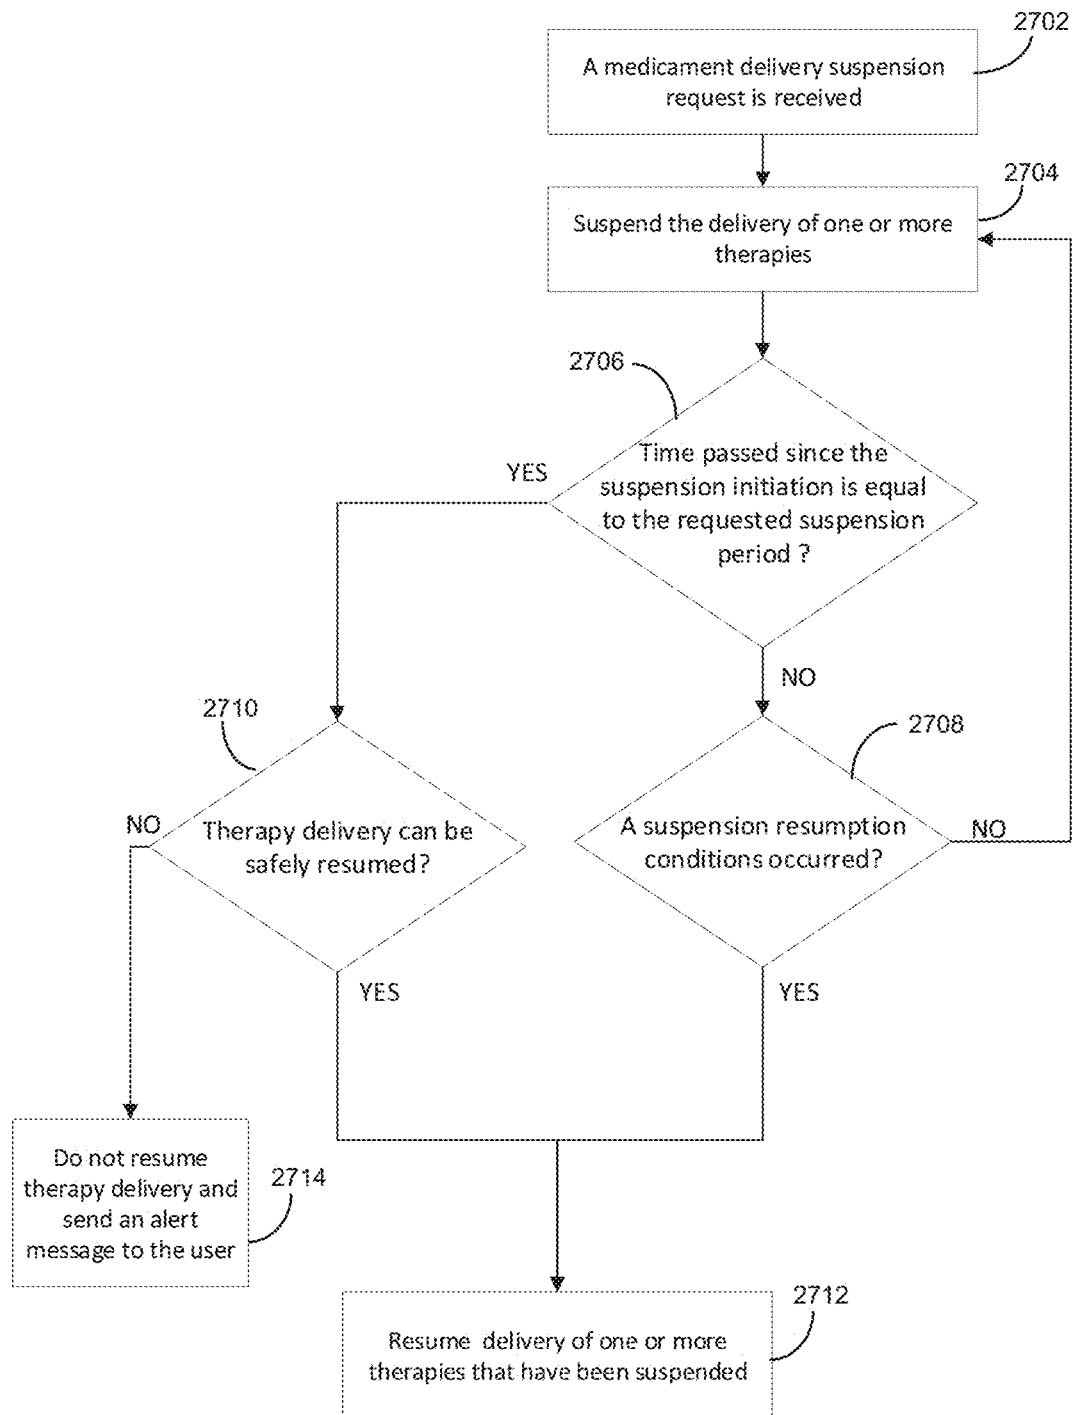 2702
A medicament delivery suspension
request is received
2704
Suspend the delivery of one or more
therapies
2706
Time passed since the
suspension initiation is equal
to the requested suspension
period ?
YES
NO
2710
2708
NO
Therapy delivery can be
safely resumed?
A suspension resumption
conditions occurred?
NO
YES
YES
Do not resume
therapy delivery and
send an alert
message to the user
2714
2712
Resume delivery of one or more
therapies that have been suspended